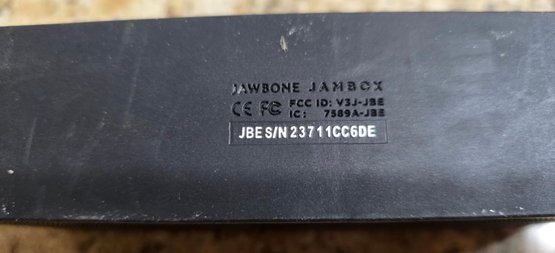 JAWBONE JAMBOX
CE FC FCC ID: V3J-JBE
IC: 7589A-JBE
JBE S/N 23711CC6DE